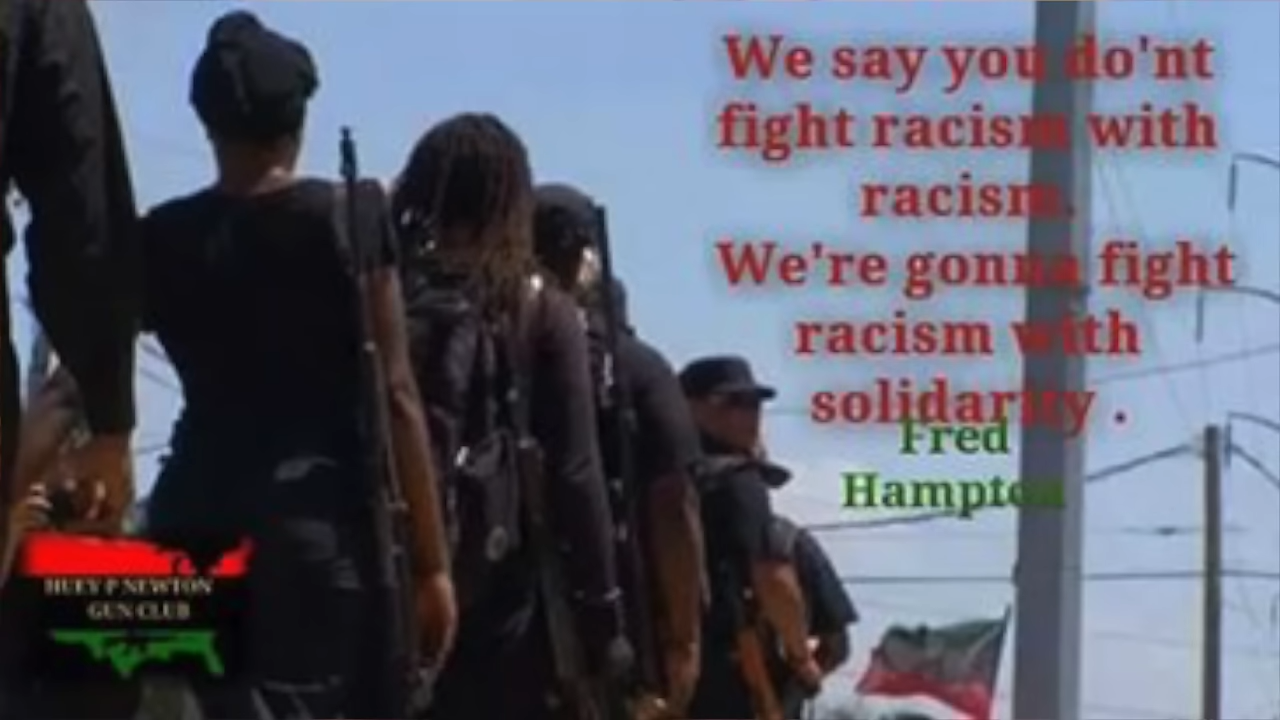 We say you do'nt
fight racism with
racism.
We're gonna fight
racism with
solidarity .
Fred
Hampton
HUEY P NEWTON
GUN CLUB